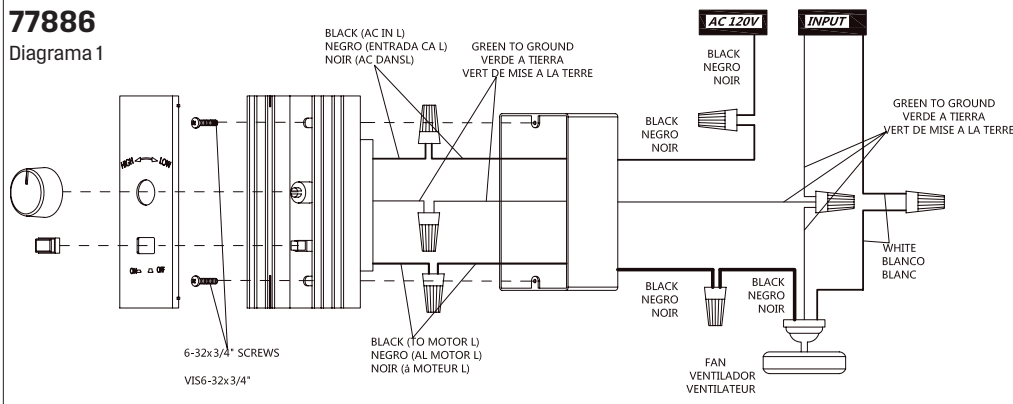 77886
Diagrama 1
BLACK (AC IN L)
NEGRO (ENTRADA CA L)
NOIR (AC DANSL)
GREEN TO GROUND
VERDE A TIERRA
VERT DE MISE A LA TERRE
AC 120V
INPUT
BLACK
NEGRO
NOIR
GREEN TO GROUND
VERDE A TIERRA
VERT DE MISE A LA TERRE
BLACK
NEGRO
NOIR
HIGH
LOW
ON
OFF
WHITE
BLANCO
BLANC
BLACK
NEGRO
NOIR
BLACK
NEGRO
NOIR
6-32x3/4" SCREWS
VIS6-32x3/4"
BLACK (TO MOTOR L)
NEGRO (AL MOTOR L)
NOIR (á MOTEUR L)
FAN
VENTILADOR
VENTILATEUR